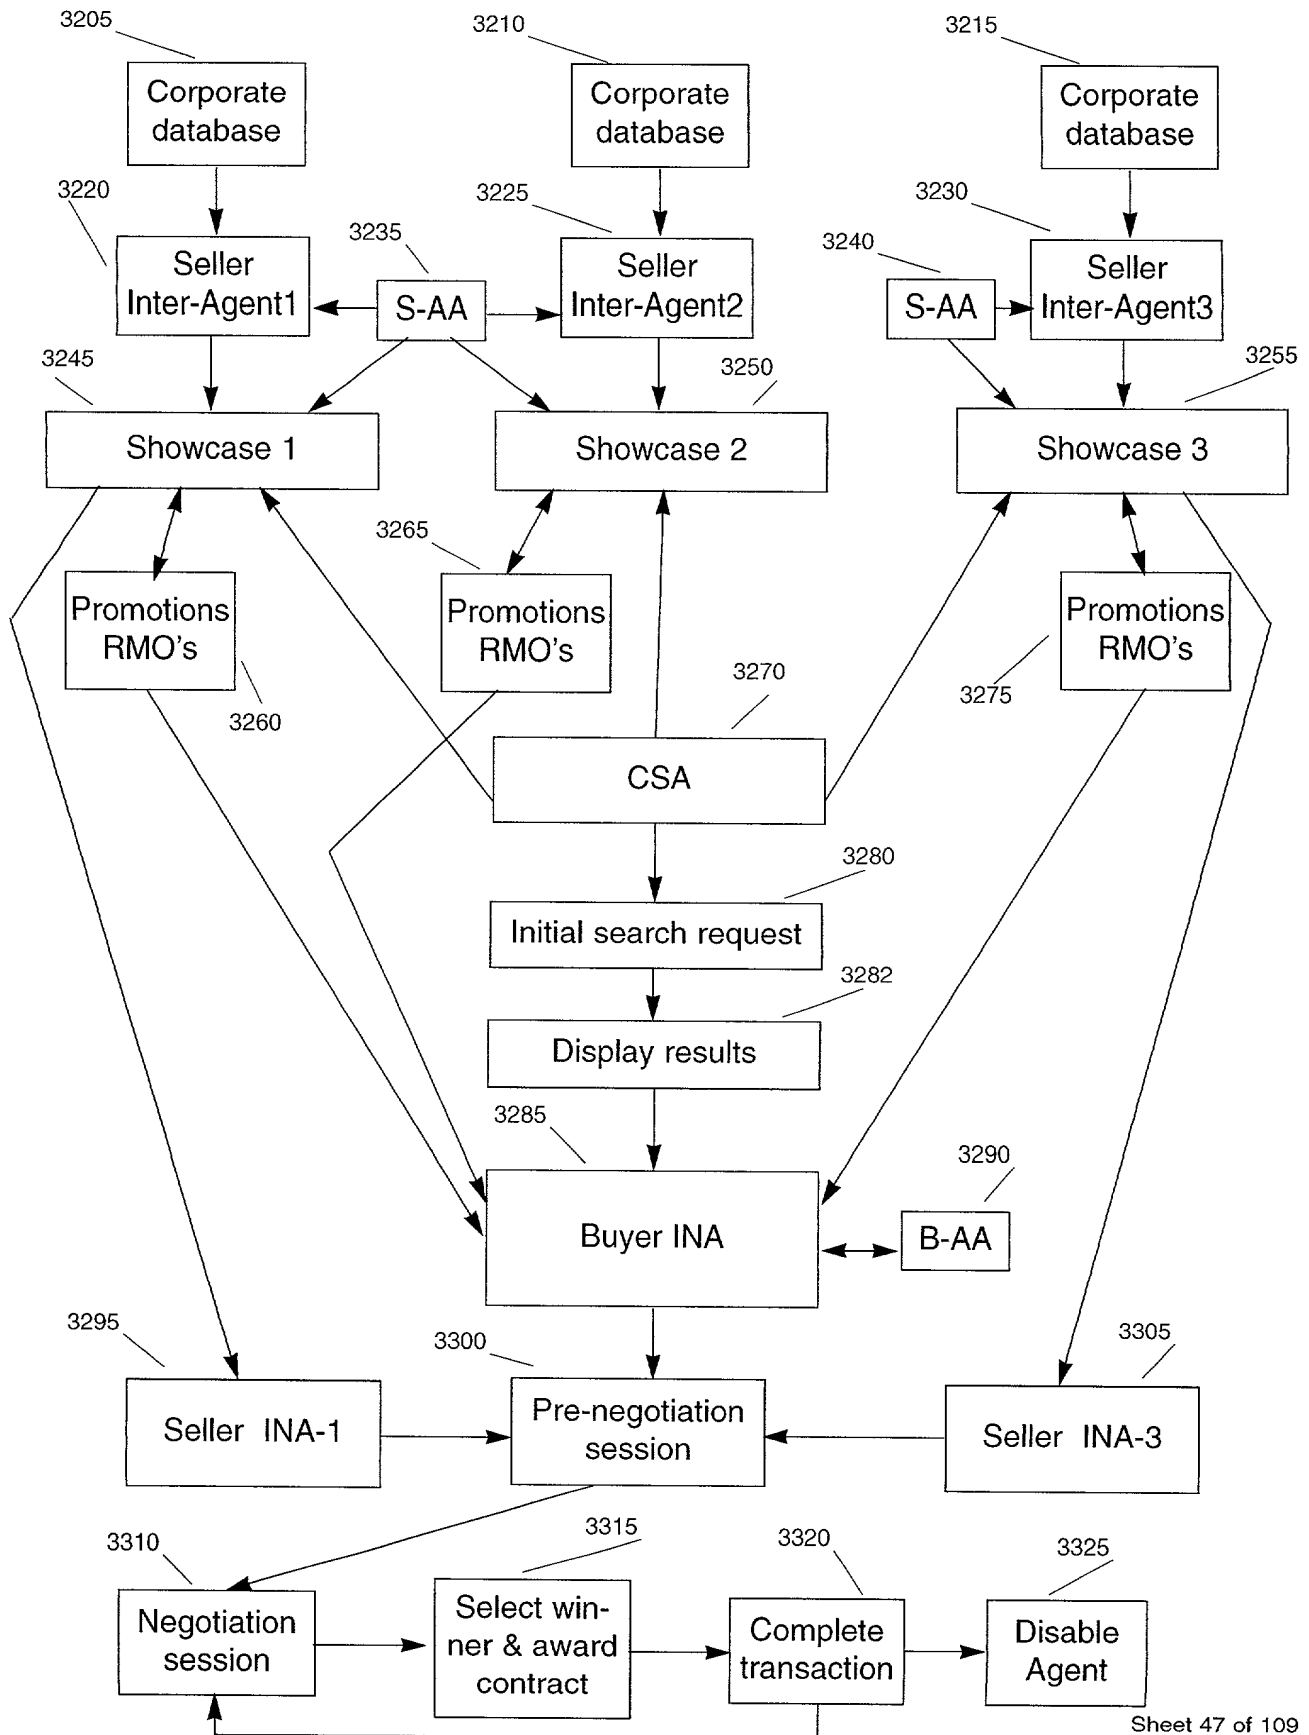 3205
3210
3215
Corporate
database
Corporate
database
Corporate
database
3220
3225
3230
3235
3240
Seller
Inter-Agent1
S-AA
Seller
Inter-Agent2
S-AA
Seller
Inter-Agent3
3245
3250
3255
Showcase 1
Showcase 2
Showcase 3
3265
Promotions
RMO's
Promotions
RMO's
Promotions
RMO's
3260
3270
3275
CSA
3280
Initial search request
3282
Display results
3285
3290
Buyer INA
B-AA
3295
3300
3305
Seller INA-1
Pre-negotiation
session
Seller INA-3
3310
3315
3320
3325
Negotiation
session
Select win-
ner & award
contract
Complete
transaction
Disable
Agent
Sheet 47 of 109